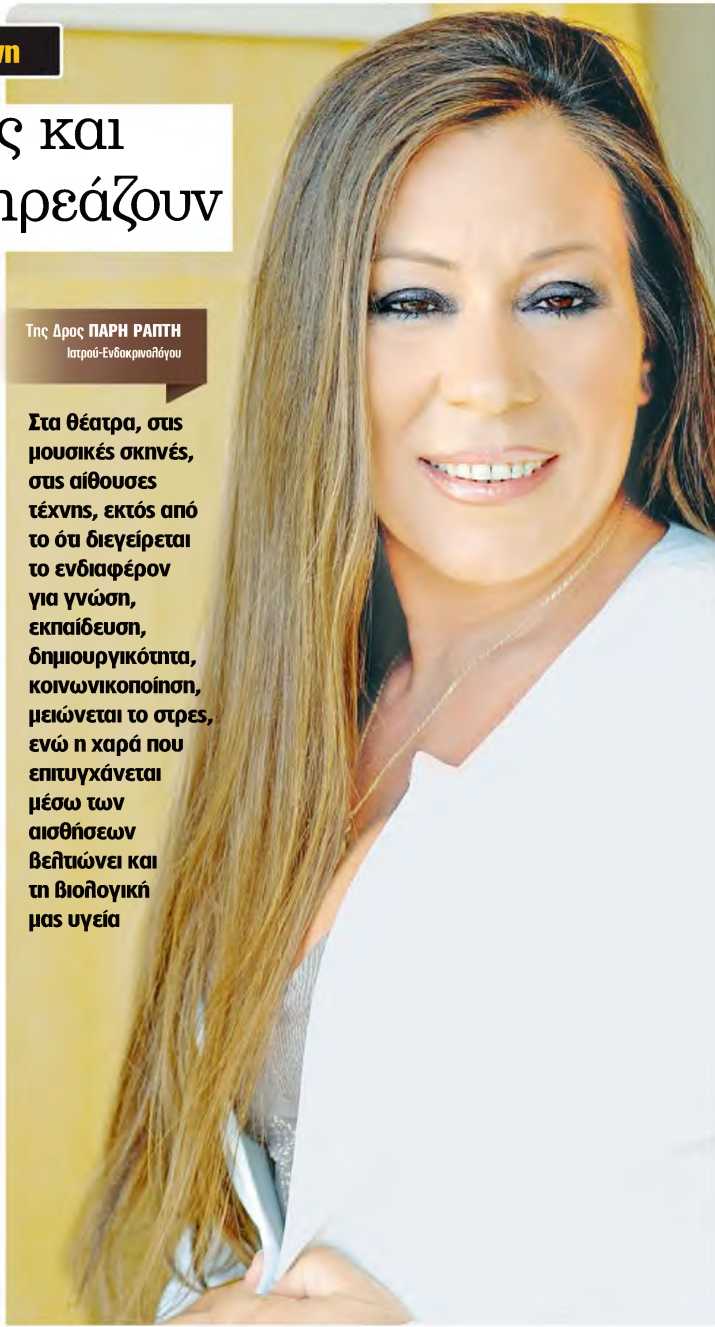 νη
ς και
ηρεάζουν
Της Δρος ΠΑΡΗ ΡΑΠΤΗ
Ιατρού-Ενδοκρινολόγου
Στα θέατρα, στις
μουσικές σκηνές,
στις αίθουσες
τέχνης, εκτός από
το ότι διεγείρεται
το ενδιαφέρον
για γνώση,
εκπαίδευση,
δημιουργικότητα,
κοινωνικοποίηση,
μειώνεται το στρες,
ενώ η χαρά που
επιτυγχάνεται
μέσω των
αισθήσεων
βελτιώνει και
τη βιολογική
μας υγεία